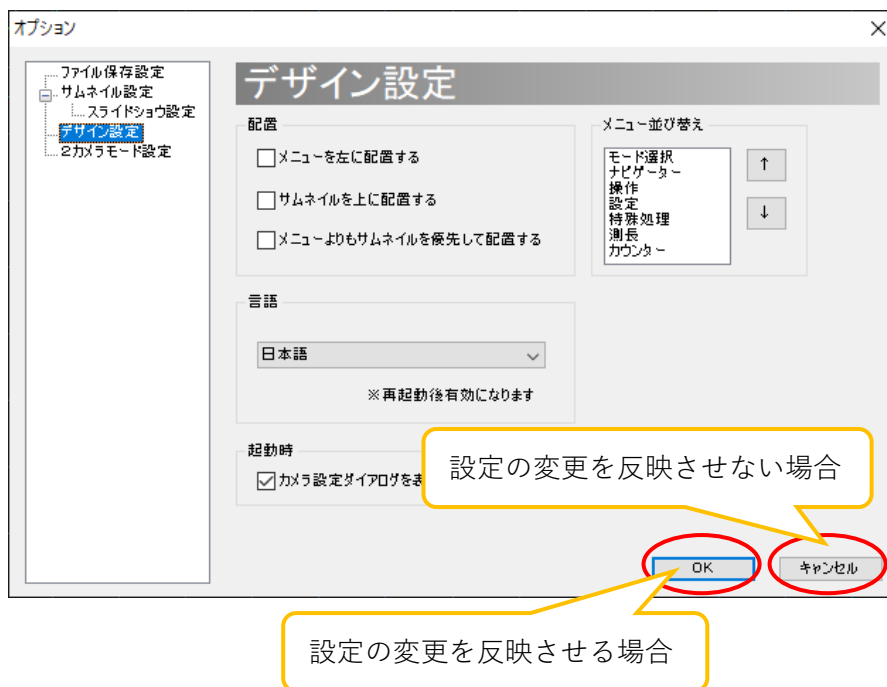 オプション
ファイル保存設定
サムネイル設定
スライドショウ設定
デザイン設定
2カメラモード設定
デザイン設定
配置
メニューを左に配置する
サムネイルを上に配置する
メニューよりもサムネイルを優先して配置する
メニュー並び替え
モード選択
ナビゲーター
操作
設定
特殊処理
測長
カウンター
↑
↓
言語
日本語
※再起動後有効になります
起動時
カメラ設定ダイアログを
設定の変更を反映させない場合
OK
キャンセル
設定の変更を反映させる場合